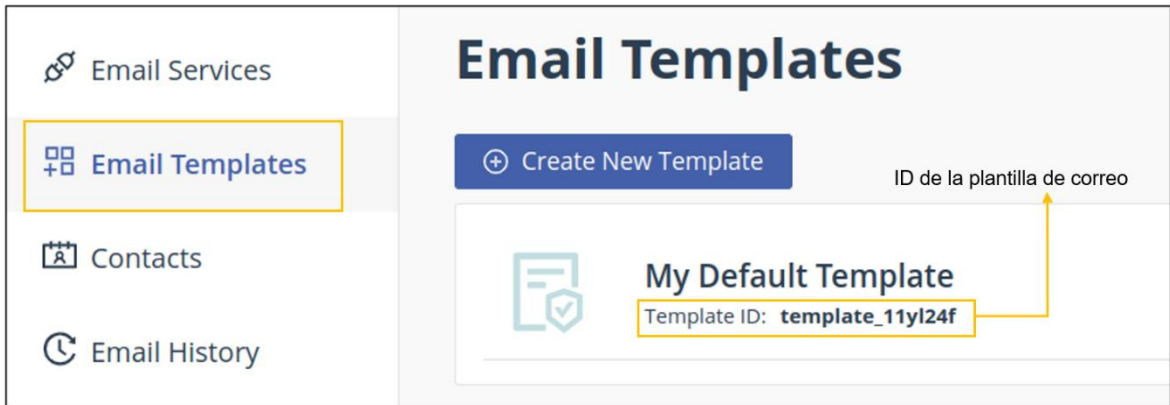 Email Services
Email Templates
Contacts
Email History
Email Templates
Create New Template
ID de la plantilla de correo
My Default Template
Template ID: template_11yl24f